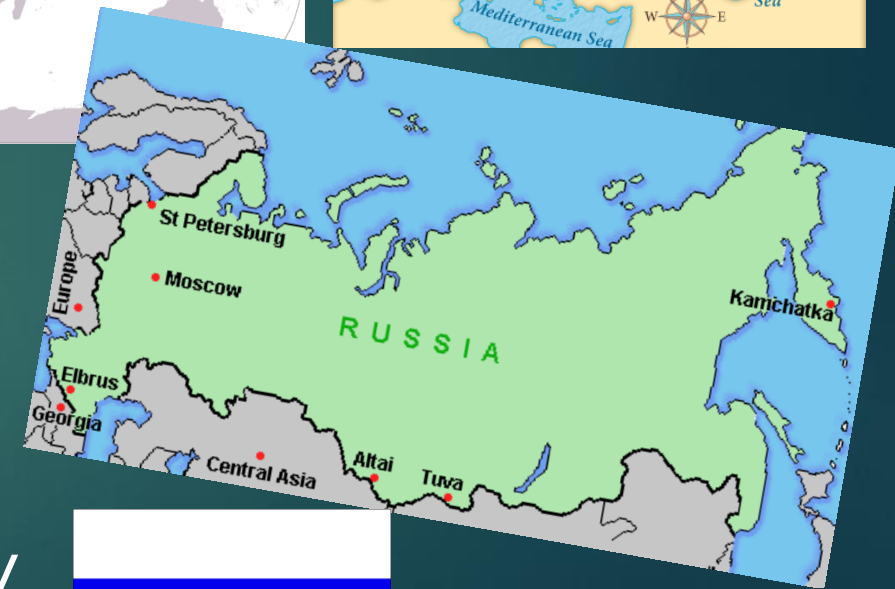 Mediterranean Sea
Sea
W
E
St Petersburg
Moscow
Europe
Kamchatka
RUSSIA
Elbrus
Georgia
Altai
Central Asia
Tuva